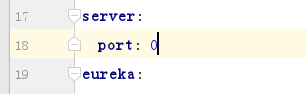 17 server:
18   port: 0
19 eureka: